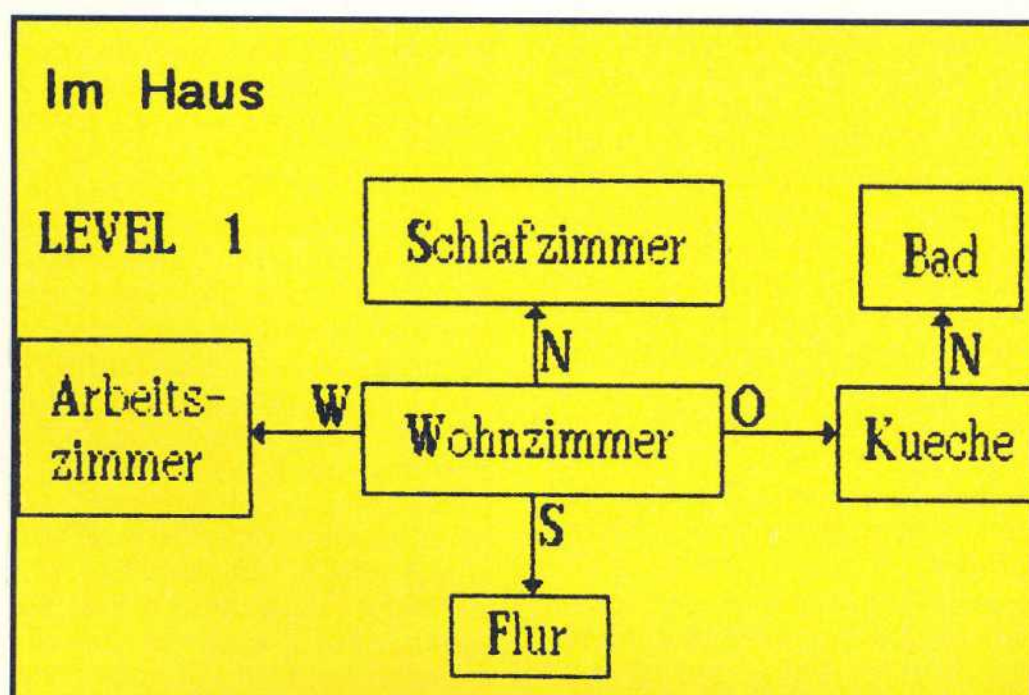 Im Haus
LEVEL 1
Schlafzimmer
Bad
N
N
Arbeits-
zimmer
W
Wohnzimmer
O
Kueche
S
Flur